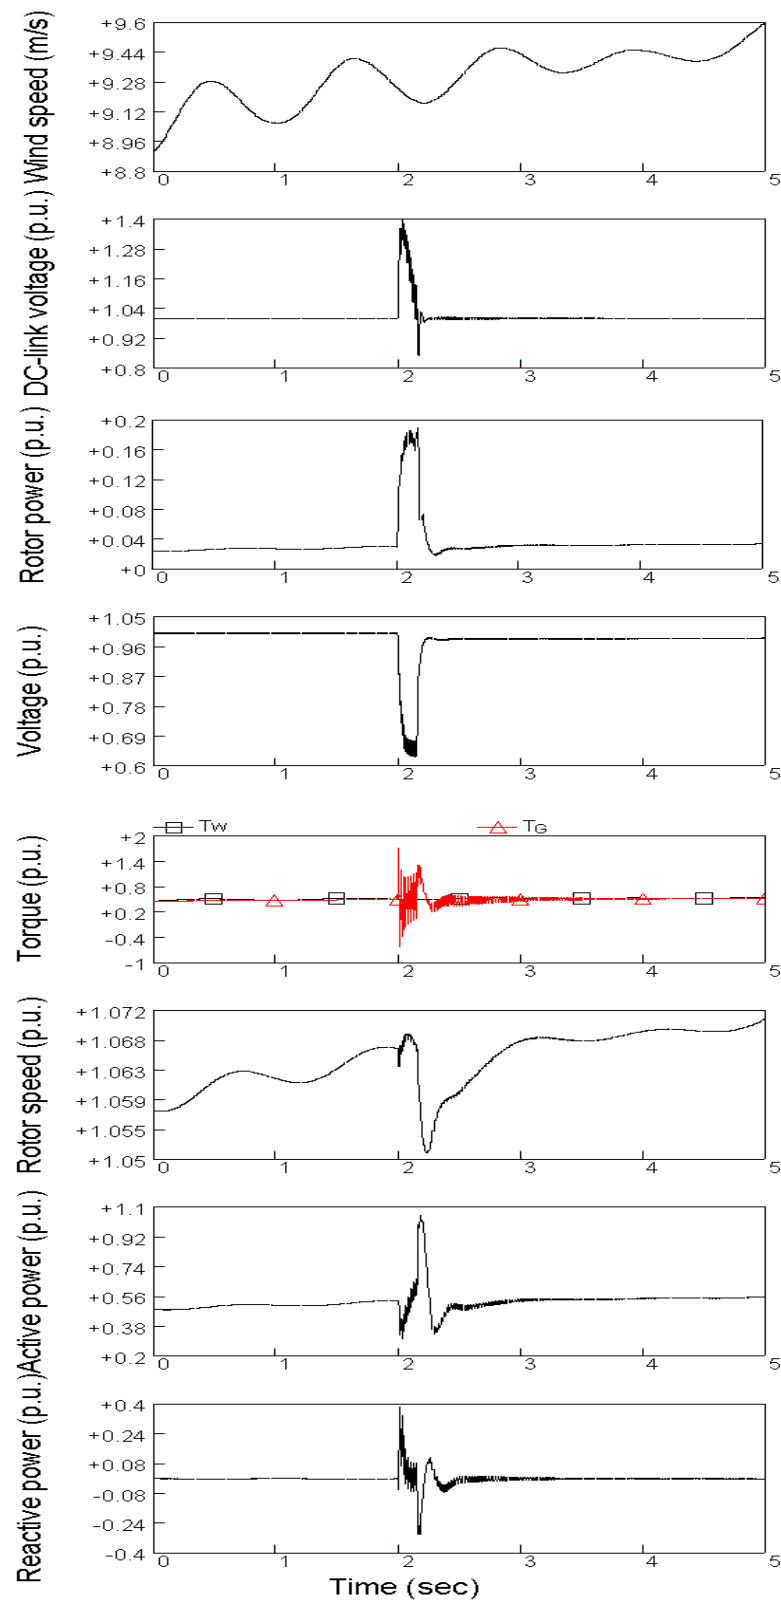 Wind speed (m/s)
+9.6
+9.44
+9.28
+9.12
+8.96
+8.8
0 1 2 3 4 5
DC-link voltage (p.u.)
+1.4
+1.28
+1.16
+1.04
+0.92
+0.8
0 1 2 3 4 5
Rotor power (p.u.)
+0.2
+0.16
+0.12
+0.08
+0.04
+0
0 1 2 3 4 5
Voltage (p.u.)
+1.05
+0.96
+0.87
+0.78
+0.69
+0.6
0 1 2 3 4 5
Torque (p.u.)
Tw TG
+2
+1.4
+0.8
+0.2
-0.4
-1
0 1 2 3 4 5
Rotor speed (p.u.)
+1.072
+1.068
+1.063
+1.059
+1.055
+1.05
0 1 2 3 4 5
Active power (p.u.)
+1.1
+0.92
+0.74
+0.56
+0.38
+0.2
0 1 2 3 4 5
Reactive power (p.u.)
+0.4
+0.24
+0.08
-0.08
-0.24
-0.4
0 1 2 3 4 5
Time (sec)